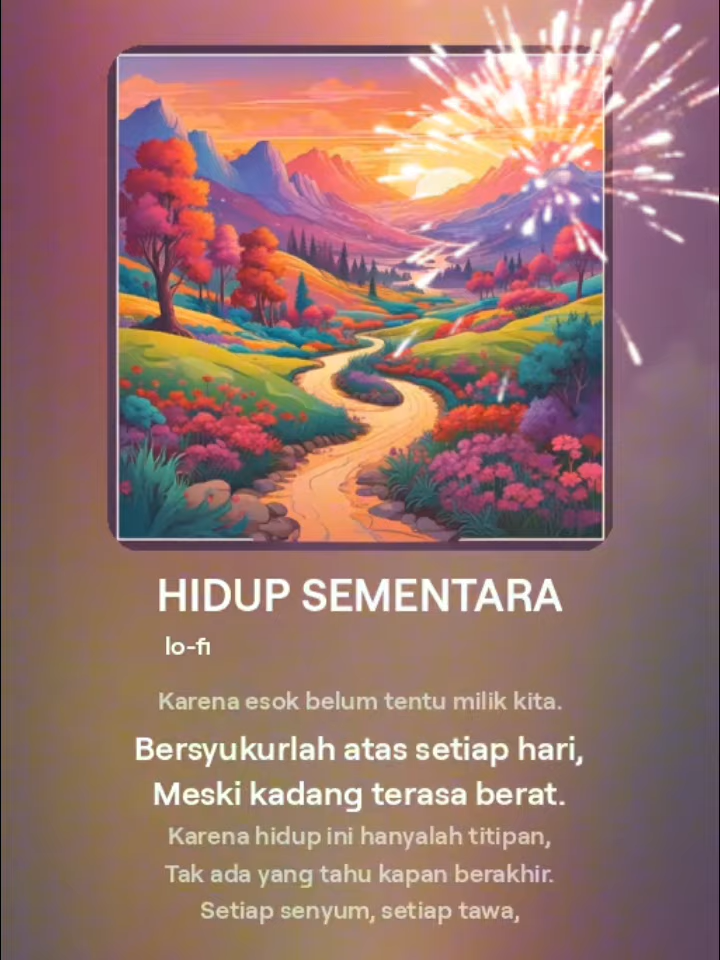 HIDUP SEMENTARA
lo-fi
Karena esok belum tentu milik kita.
Bersyukurlah atas setiap hari,
Meski kadang terasa berat.
Karena hidup ini hanyalah titipan,
Tak ada yang tahu kapan berakhir.
Setiap senyum, setiap tawa,